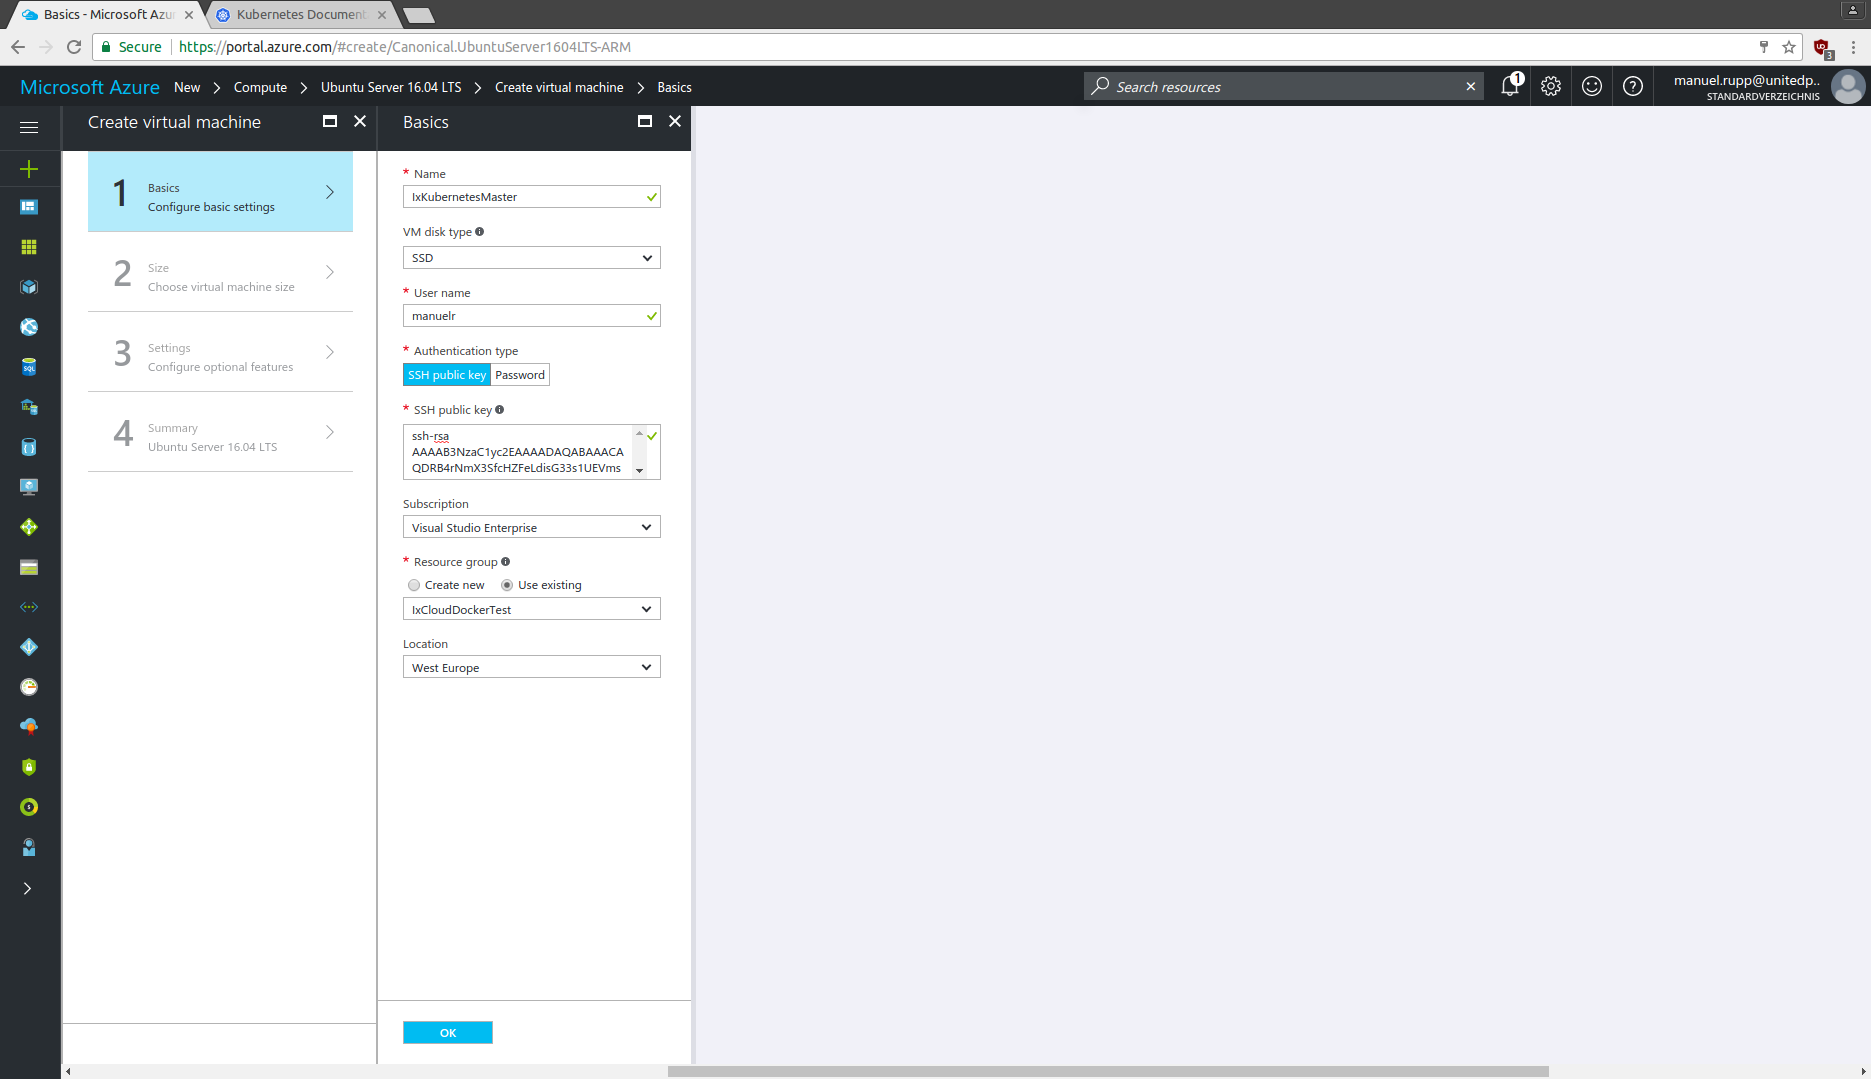 Basics - Microsoft Azu
Kubernetes Document
Secure
https://portal.azure.com/#create/Canonical.UbuntuServer1604LTS-ARM
3
Microsoft Azure New Compute Ubuntu Server 16.04 LTS Create virtual machine Basics
Search resources
1
manuel.rupp@unitedp..
STANDARDVERZEICHNIS
Create virtual machine
1
Basics
Configure basic settings
2
Size
Choose virtual machine size
3
Settings
Configure optional features
4
Summary
Ubuntu Server 16.04 LTS
Basics
* Name
IxKubernetesMaster
VM disk type
SSD
* User name
manuelr
* Authentication type
SSH public key Password
* SSH public key
ssh-rsa
AAAAB3NzaC1yc2EAAAADAQABAAACA
QDRB4rNmX3SfcHZFeLdisG33s1UEVms
Subscription
Visual Studio Enterprise
* Resource group
Create new Use existing
IxCloudDockerTest
Location
West Europe
OK